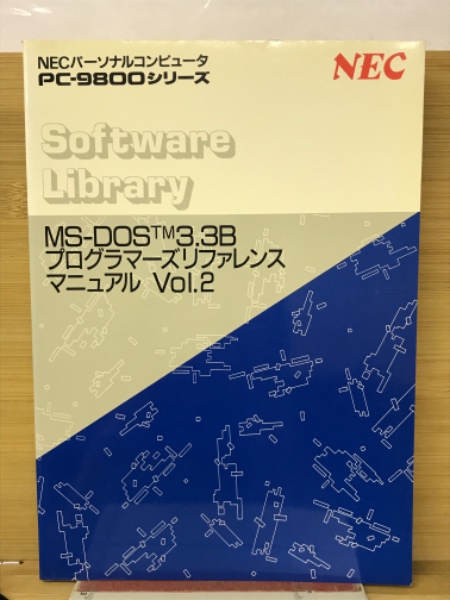 NECパーソナルコンピュータ
PC-9800シリーズ
NEC
Software
Library
MS-DOS™3.3B
プログラマーズリファレンス
マニュアル Vol.2